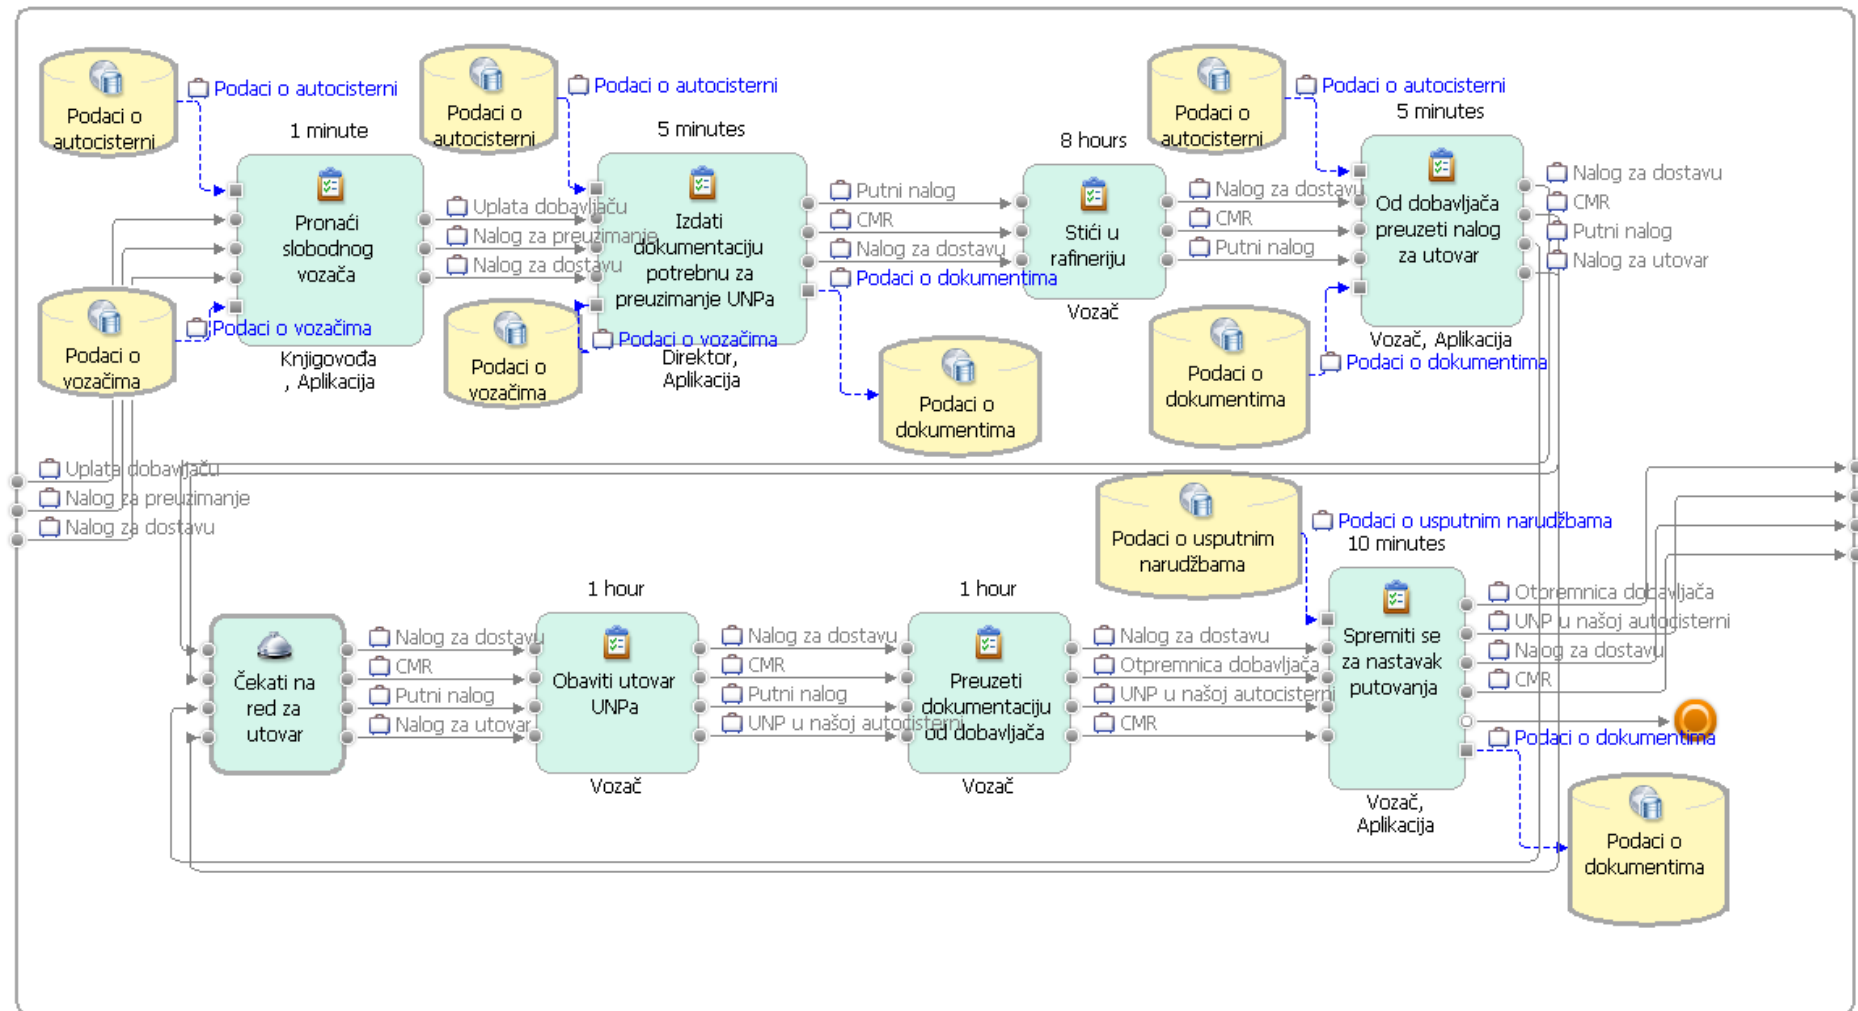 Podaci o
autocisterni
Podaci o autocisterni
1 minute
Pronaći
slobodnog
vozača
Knjigovođa
, Aplikacija
Podaci o
vozačima
Podaci o vozačima
Uplata dobavljaču
Nalog za preuzimanje
Nalog za dostavu
Podaci o
autocisterni
Podaci o autocisterni
5 minutes
Izdati
dokumentaciju
potrebnu za
preuzimanje UNPa
Direktor,
Aplikacija
Podaci o
vozačima
Podaci o vozačima
Putni nalog
CMR
Nalog za dostavu
Podaci o dokumentima
Podaci o
dokumentima
8 hours
Stići u
rafineriju
Vozač
Nalog za dostavu
CMR
Putni nalog
Podaci o
autocisterni
Podaci o autocisterni
5 minutes
Od dobavljača
preuzeti nalog
za utovar
Vozač, Aplikacija
Podaci o
dokumentima
Podaci o dokumentima
Nalog za dostavu
CMR
Putni nalog
Nalog za utovar
Uplata dobavljaču
Nalog za preuzimanje
Nalog za dostavu
Čekati na
red za
utovar
Nalog za dostavu
CMR
Putni nalog
Nalog za utovar
1 hour
Obaviti utovar
UNPa
Vozač
Nalog za dostavu
CMR
Putni nalog
UNP u našoj autocisterni
1 hour
Preuzeti
dokumentaciju
od dobavljača
Vozač
Nalog za dostavu
Otpremnica dobavljača
UNP u našoj autocisterni
CMR
Podaci o usputnim
narudžbama
Podaci o usputnim narudžbama
10 minutes
Spremiti se
za nastavak
putovanja
Vozač,
Aplikacija
Otpremnica dobavljača
UNP u našoj autocisterni
Naog za dostavu
CMR
Podaci o dokumentima
Podaci o
dokumentima